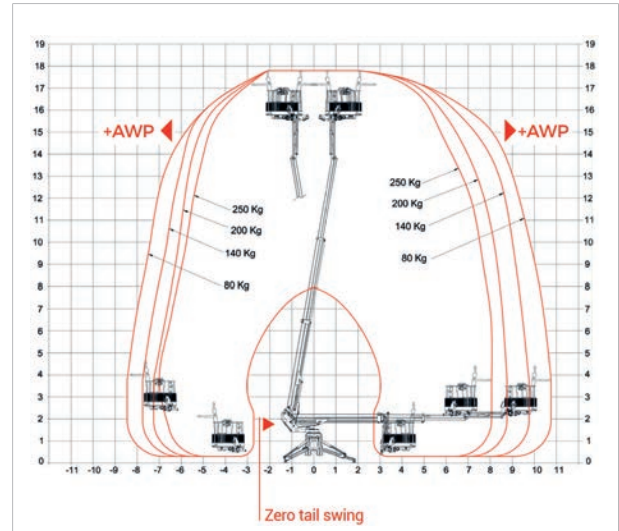 19 19
18 18
17 17
16 16
+AWP 15 15 +AWP
14 14
13 250 Kg 13
12 250 Kg 200 Kg 12
11 200 Kg 140 Kg 11
10 10
9 140 Kg 80 Kg 9
8 80 Kg 8
7 7
6 6
5 5
4 4
3 3
2 2
1 1
0 0
-11 -10 -9 -8 -7 -6 -5 -4 -3 -2 -1 0 1 2 3 4 5 6 7 8 9 10 11
Zero tail swing